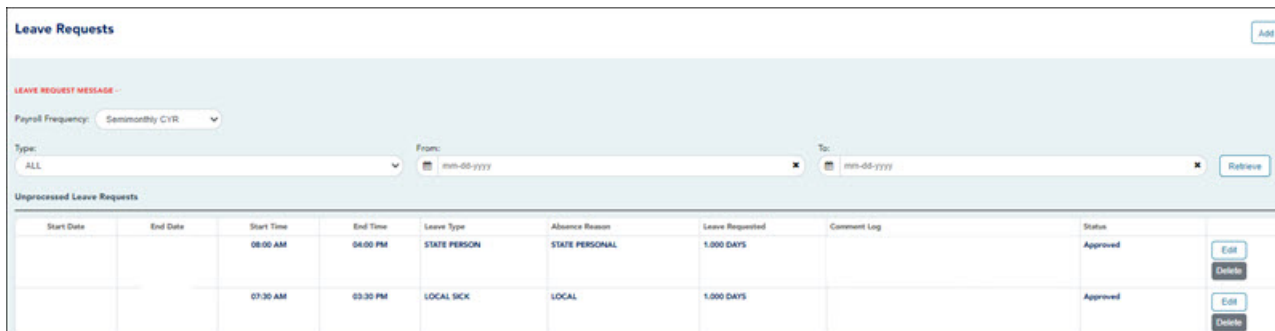 Leave Requests
Add
LEAVE REQUEST MESSAGE -
Payroll Frequency: Semimonthly CYR
Type: From: To:
ALL mm-dd-yyyy mm-dd-yyyy Retrieve
Unprocessed Leave Requests
Start Date End Date Start Time End Time Leave Type Absence Reason Leave Requested Comment Log Status
08:00 AM 04:00 PM STATE PERSON STATE PERSONAL 1.000 DAYS Approved Edit
Delete
07:30 AM 03:30 PM LOCAL SICK LOCAL 1.000 DAYS Approved Edit
Delete